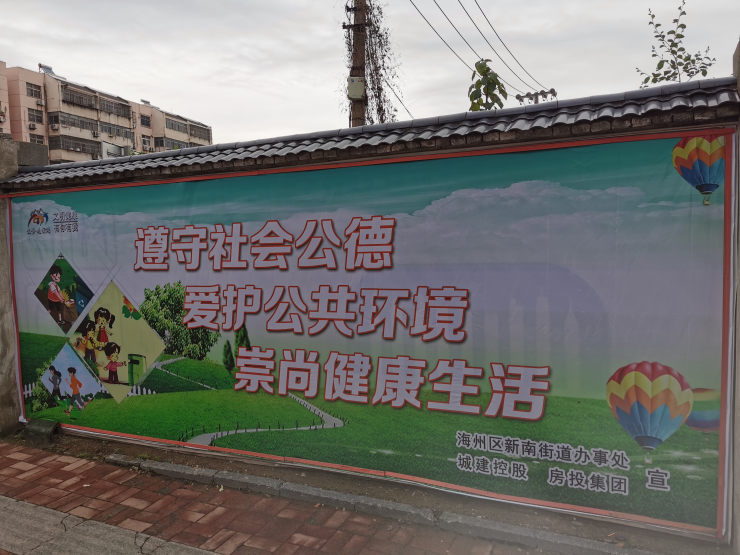 遵守社会公德
爱护公共环境
崇尚健康生活
海州区新南街道办事处
城建控股 房投集团 宣